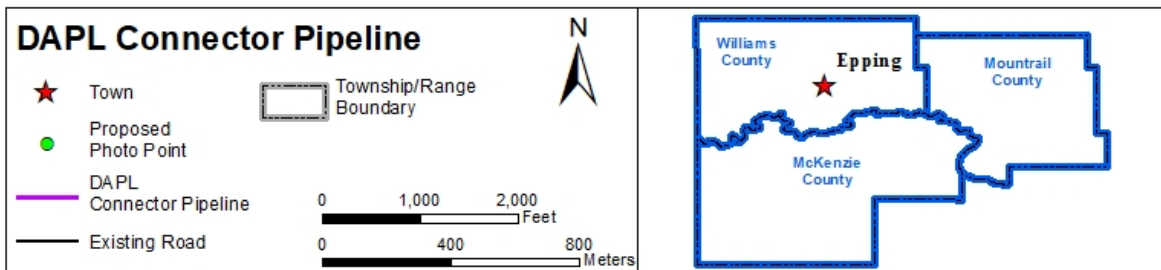 DAPL Connector Pipeline
N
Town
Township/Range
Boundary
Proposed
Photo Point
DAPL
Connector Pipeline
Existing Road
0 1,000 2,000
Feet
0 400 800
Meters
Williams
County
Epping
Mountrail
County
McKenzie
County